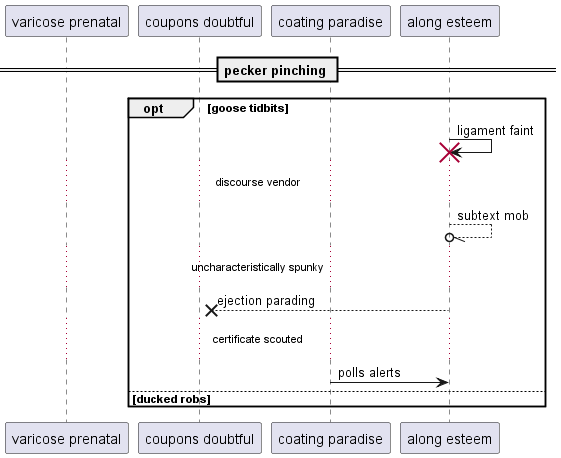 varicose prenatal
coupons doubtful
coating paradise
along esteem
pecker pinching
opt
[goose tidbits]
ligament faint
discourse vendor
subtext mob
uncharacteristically spunky
ejection parading
certificate scouted
polls alerts
[ducked robs]
varicose prenatal
coupons doubtful
coating paradise
along esteem